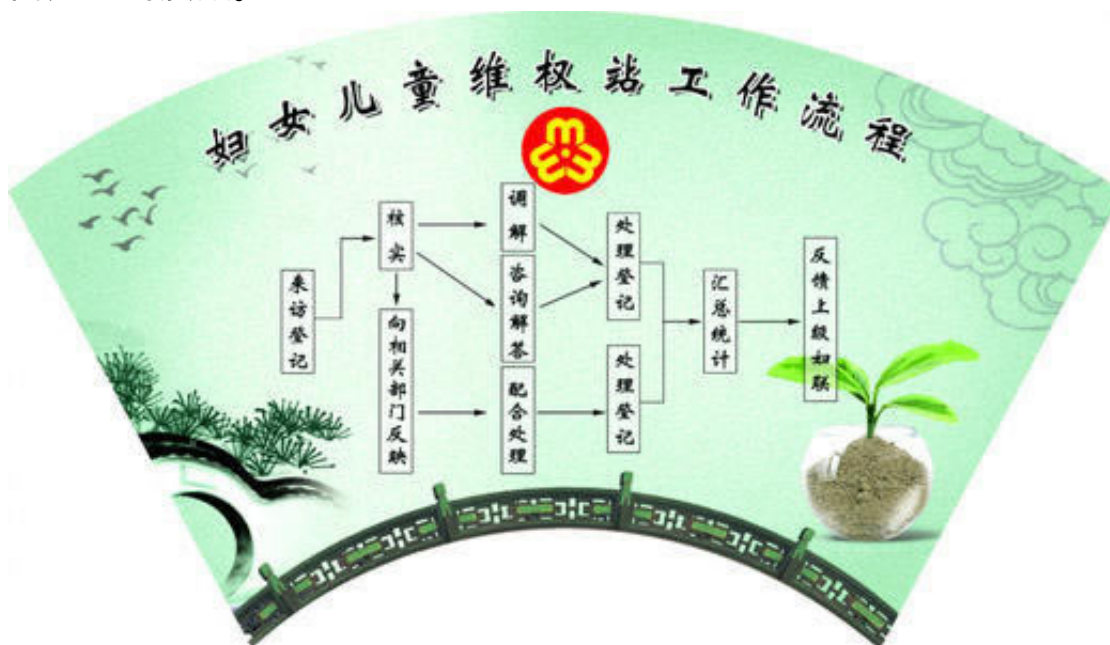 妇女儿童维权站工作流程
来访登记
核实
向相关部门反映
调解
咨询解答
配合处理
处理登记
处理登记
汇总统计
反馈上级妇联